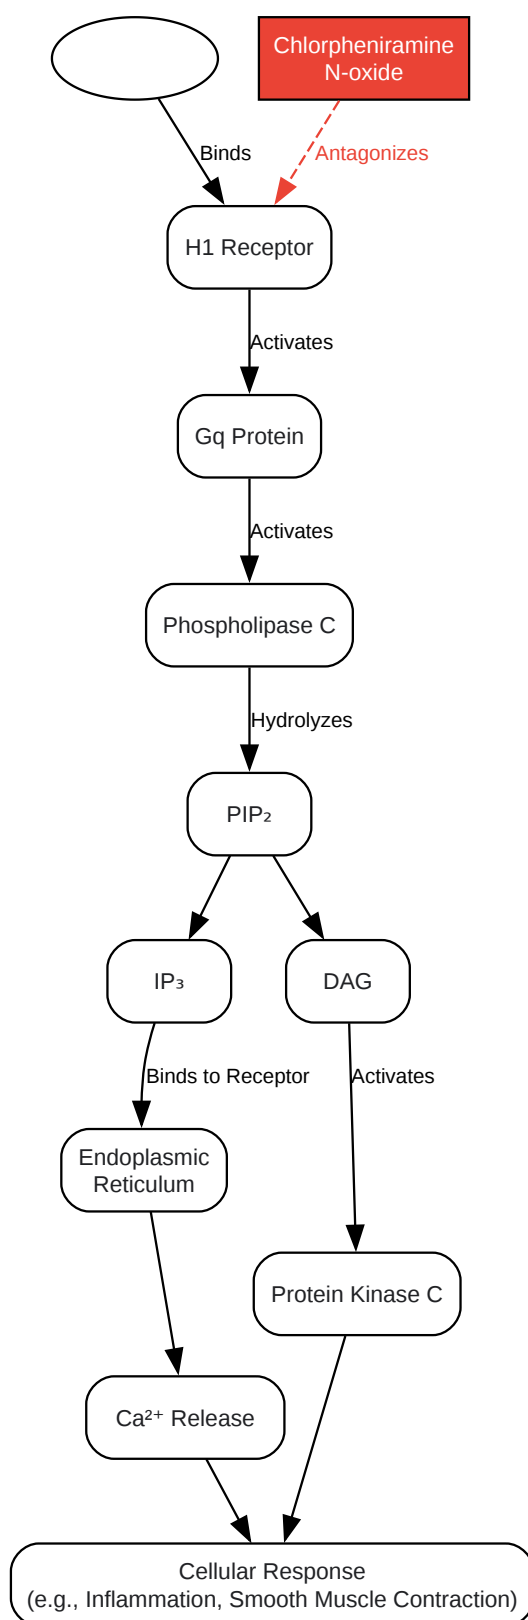 Chlorpheniramine
N-oxide
Binds
Antagonizes
H1 Receptor
Activates
Gq Protein
Activates
Phospholipase C
Hydrolyzes
PIP₂
IP₃
DAG
Binds to Receptor
Activates
Endoplasmic
Reticulum
Protein Kinase C
Ca²⁺ Release
Cellular Response
(e.g., Inflammation, Smooth Muscle Contraction)